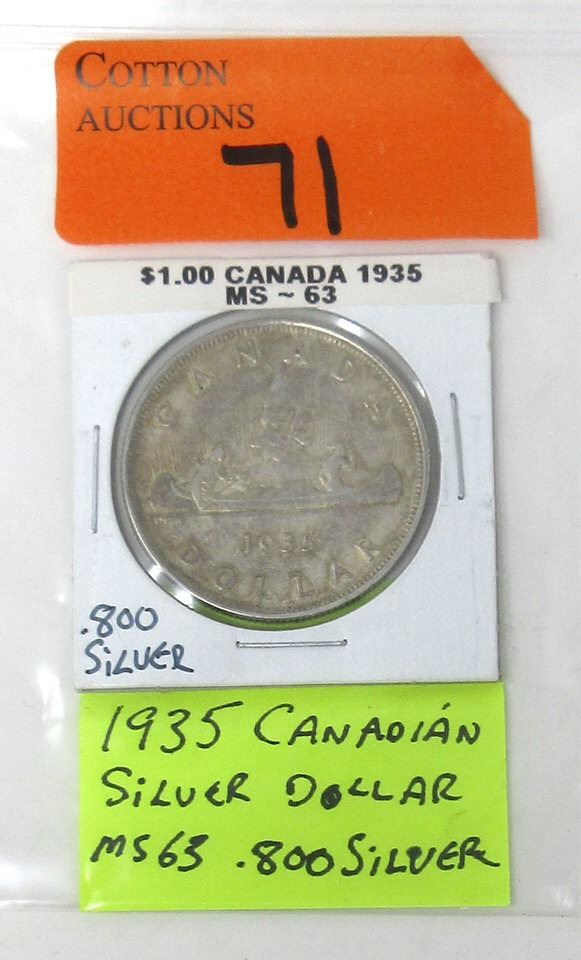 COTTON
AUCTIONS
71
$1.00 CANADA 1935
MS ~ 63
CANADA
1935
DOLLAR
.800
SILVER
1935 CANADIAN
SILVER DOLLAR
MS63 .800 SILVER